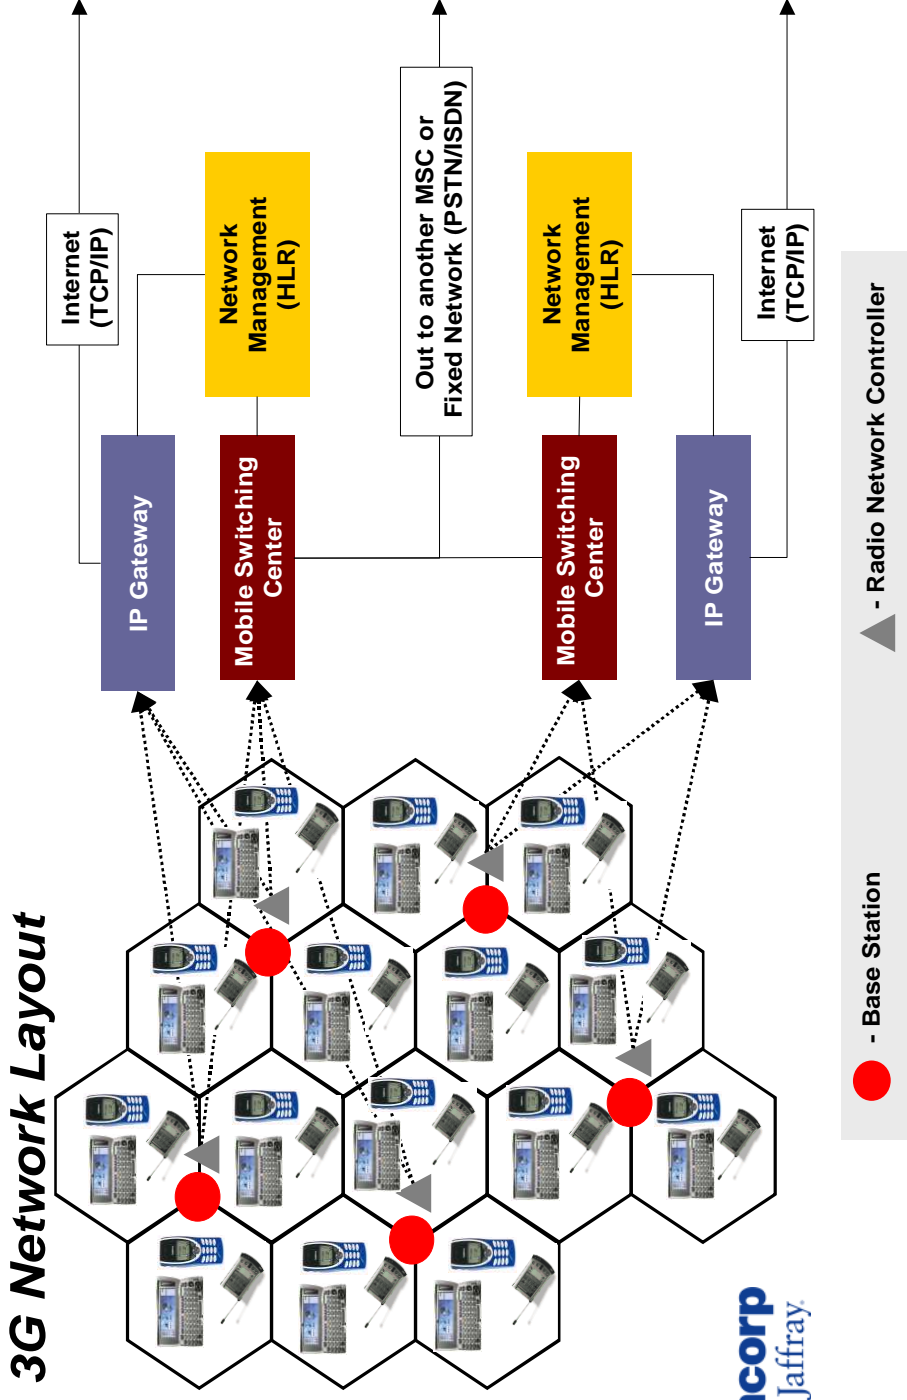 3G Network Layout
Internet
(TCP/IP)
IP Gateway
Network
Management
(HLR)
Mobile Switching
Center
Out to another MSC or
Fixed Network (PSTN/ISDN)
Mobile Switching
Center
Network
Management
(HLR)
IP Gateway
Internet
(TCP/IP)
- Base Station
- Radio Network Controller
ncorp
Jaffray.